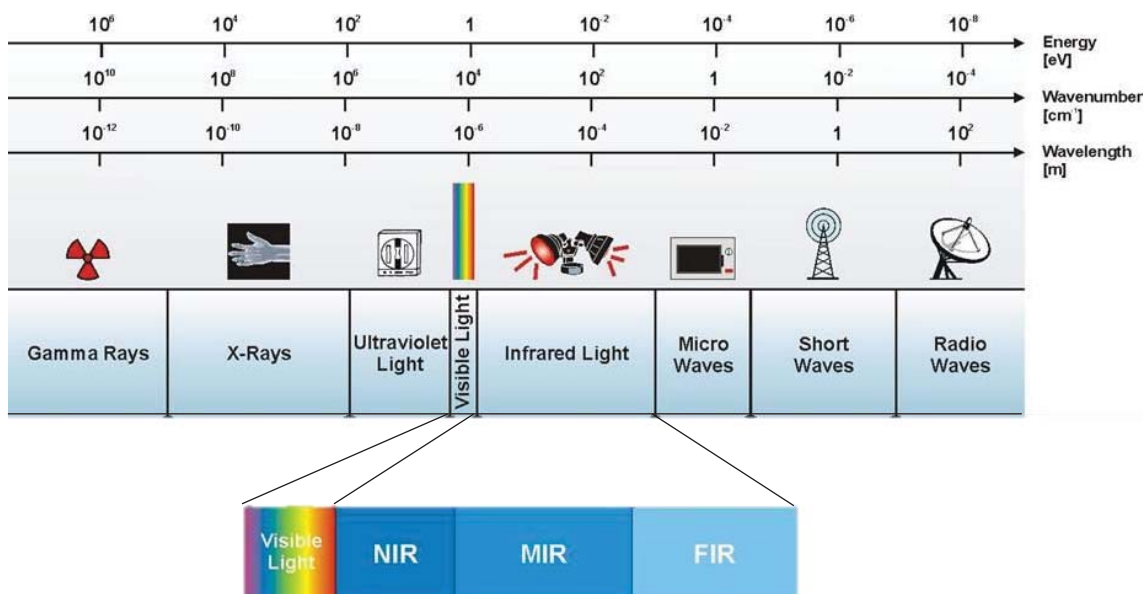 10⁶ 10⁴ 10² 1 10⁻² 10⁻⁶ 10⁻⁸
Energy
[eV]
10¹⁰ 10⁸ 10⁶ 10⁴ 10² 1 10⁻² 10⁻⁴
Wavenumber
[cm⁻¹]
10⁻¹² 10⁻¹⁰ 10⁻⁸ 10⁻⁶ 10⁻⁴ 10⁻² 1 10²
Wavelength
[m]
Gamma Rays
X-Rays
Ultraviolet
Light
Visible Light
Infrared Light
Micro
Waves
Short
Waves
Radio
Waves
Visible
Light
NIR
MIR
FIR